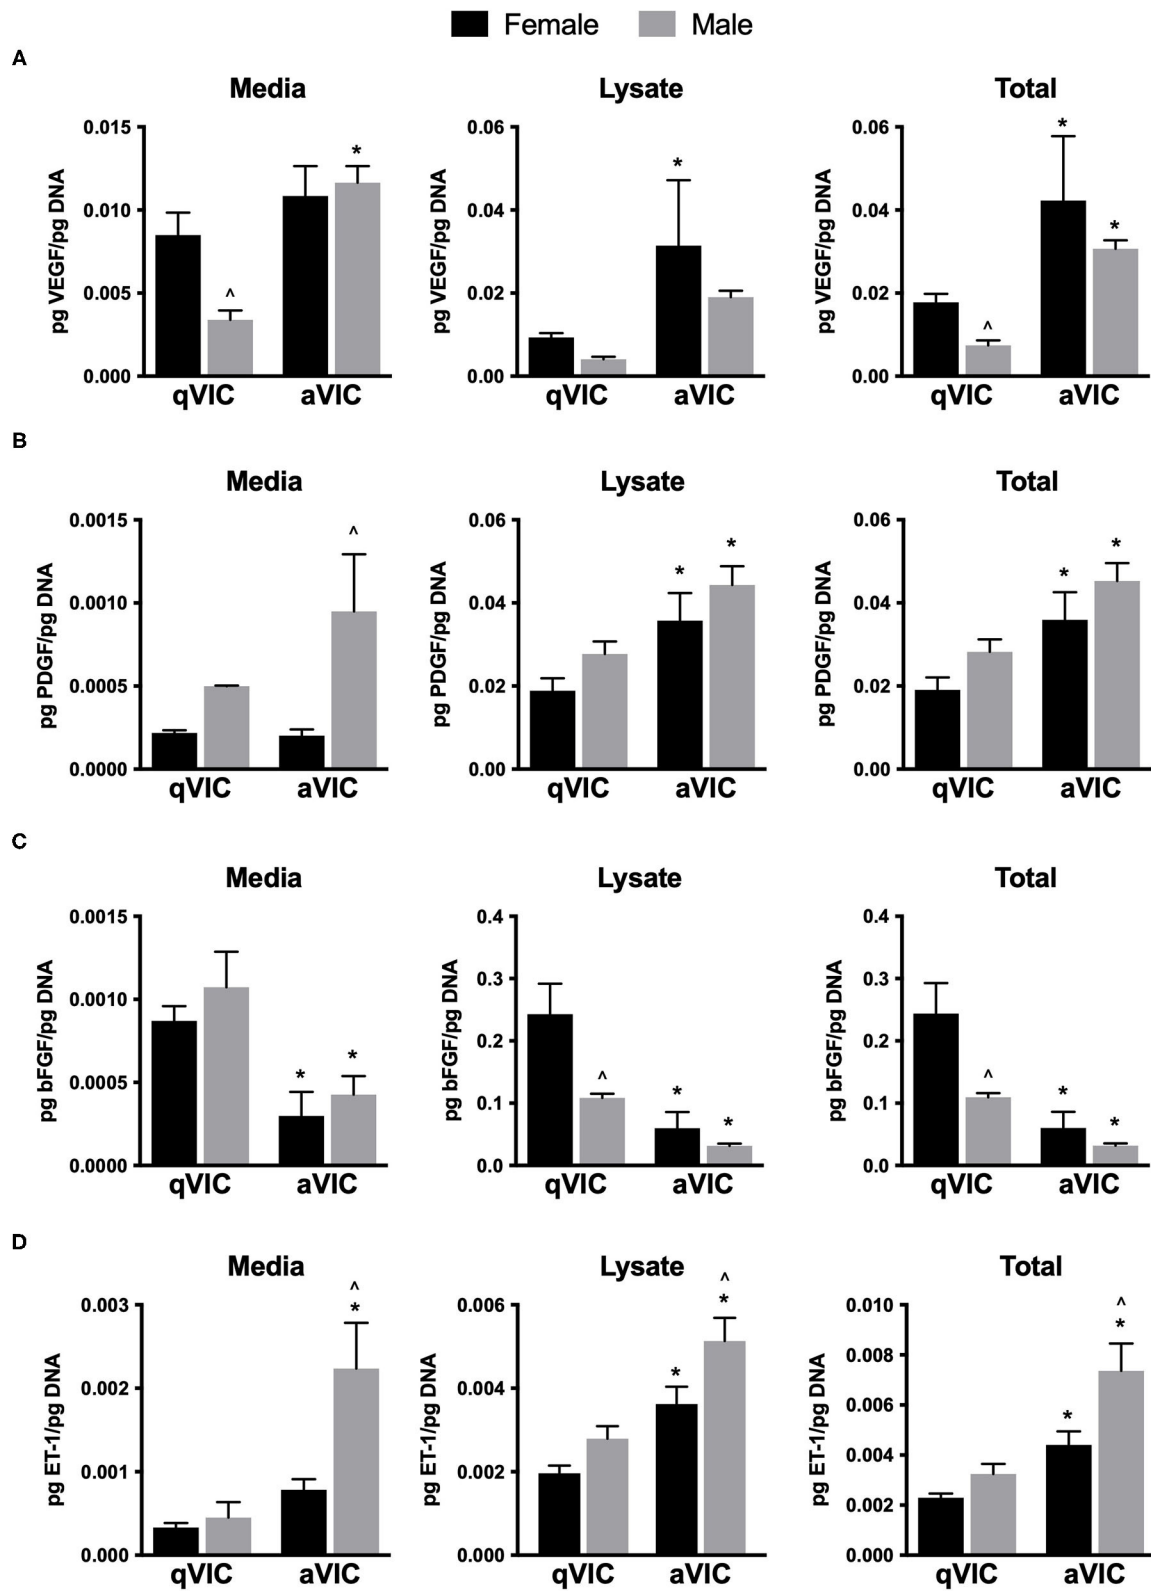 Female Male
A
Media Lysate Total
pg VEGF/pg DNA
0.015
0.010
0.005
0.000
* ^
qVIC aVIC
pg VEGF/pg DNA
0.06
0.04
0.02
0.00
*
qVIC aVIC
pg VEGF/pg DNA
0.06
0.04
0.02
0.00
* * ^
qVIC aVIC
B
Media Lysate Total
pg PDGF/pg DNA
0.0015
0.0010
0.0005
0.0000
^
qVIC aVIC
pg PDGF/pg DNA
0.06
0.04
0.02
0.00
* *
qVIC aVIC
pg PDGF/pg DNA
0.06
0.04
0.02
0.00
* *
qVIC aVIC
C
Media Lysate Total
pg bFGF/pg DNA
0.0015
0.0010
0.0005
0.0000
* *
qVIC aVIC
pg bFGF/pg DNA
0.4
0.3
0.2
0.1
0.0
^ * *
qVIC aVIC
pg bFGF/pg DNA
0.4
0.3
0.2
0.1
0.0
^ * *
qVIC aVIC
D
Media Lysate Total
pg ET-1/pg DNA
0.003
0.002
0.001
0.000
^
*
qVIC aVIC
pg ET-1/pg DNA
0.006
0.004
0.002
0.000
^
*
*
qVIC aVIC
pg ET-1/pg DNA
0.010
0.008
0.006
0.004
0.002
0.000
^
*
*
qVIC aVIC